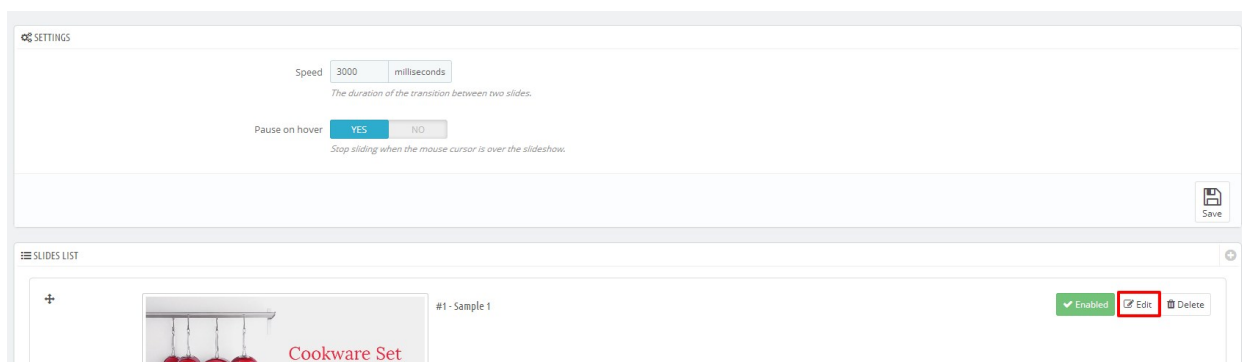 SETTINGS
Speed 3000 milliseconds
The duration of the transition between two slides.
Pause on hover YES NO
Stop sliding when the mouse cursor is over the slideshow.
Save
SLIDES LIST
#1 - Sample 1
Enabled Edit Delete
Cookware Set